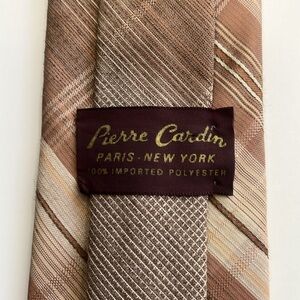 Pierre Cardin
PARIS - NEW YORK
100% IMPORTED POLYESTER